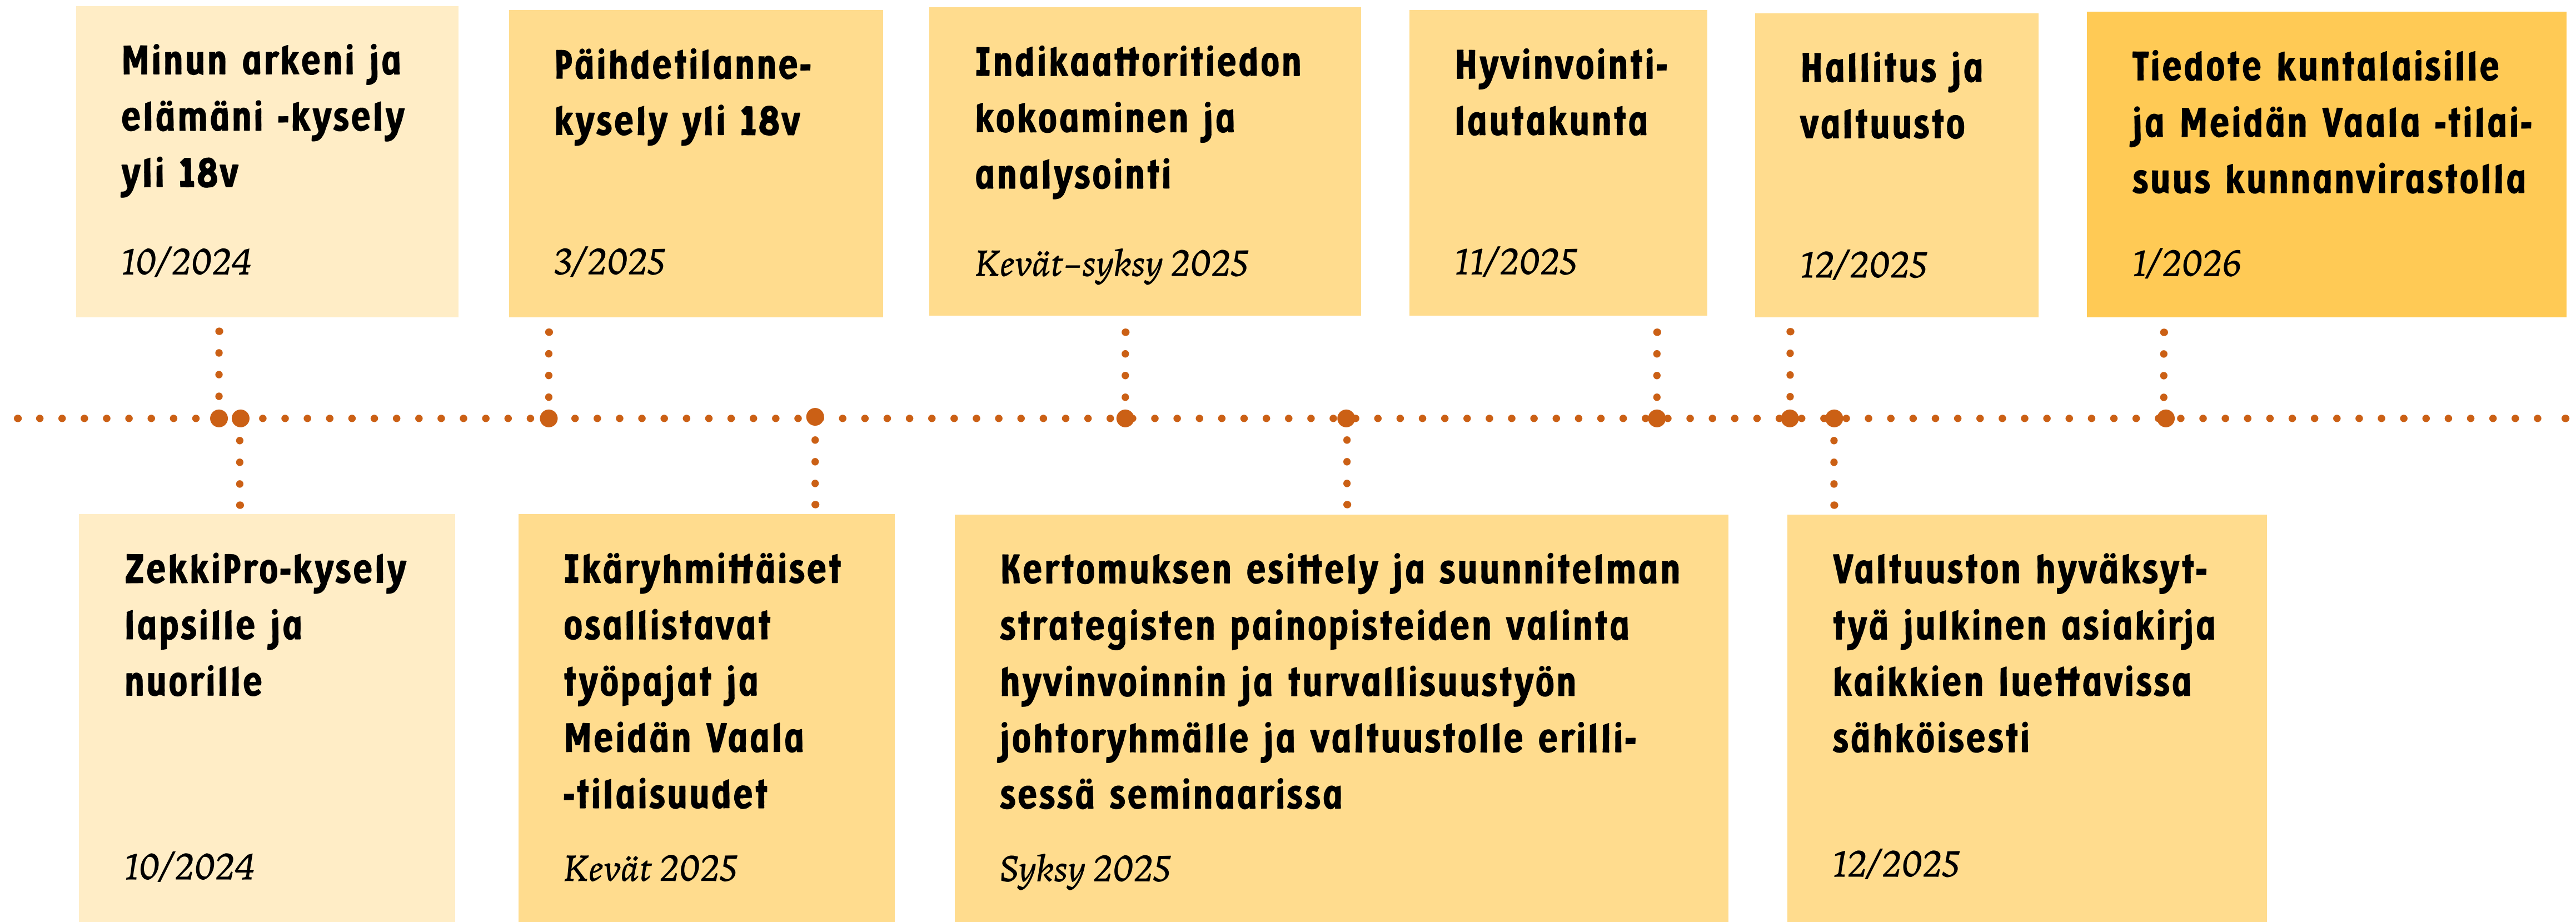 Minun arkeni ja
elämäni -kysely
yli 18v
10/2024
Päihdetilanne-
kysely yli 18v
3/2025
Indikaattoritiedon
kokoaminen ja
analysointi
Kevät–syksy 2025
Hyvinvointi-
lautakunta
11/2025
Hallitus ja
valtuusto
12/2025
Tiedote kuntalaisille
ja Meidän Vaala -tilai-
suus kunnanvirastolla
1/2026
ZekkiPro-kysely
lapsille ja
nuorille
10/2024
Ikäryhmittäiset
osallistavat
työpajat ja
Meidän Vaala
-tilaisuudet
Kevät 2025
Kertomuksen esittely ja suunnitelman
strategisten painopisteiden valinta
hyvinvoinnin ja turvallisuustyön
johtoryhmälle ja valtuustolle erilli-
sessä seminaarissa
Syksy 2025
Valtuuston hyväksyt-
tyä julkinen asiakirja
kaikkien luettavissa
sähköisesti
12/2025